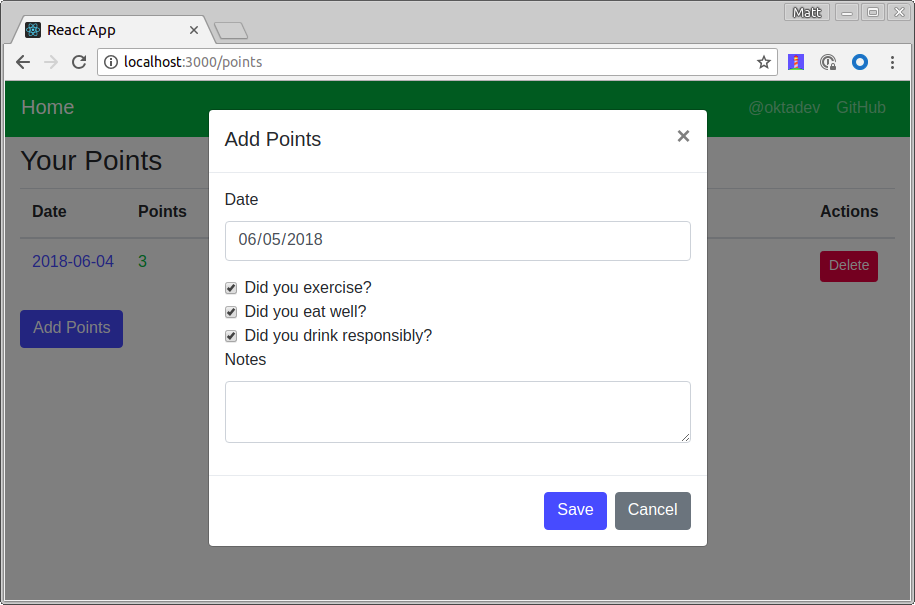 Matt
React App
localhost:3000/points
Home
@oktadev GitHub
Add Points
Your Points
Date
Date Points Actions
06/05/2018
2018-06-04 3 Delete
Did you exercise?
Did you eat well?
Add Points
Did you drink responsibly?
Notes
Save Cancel